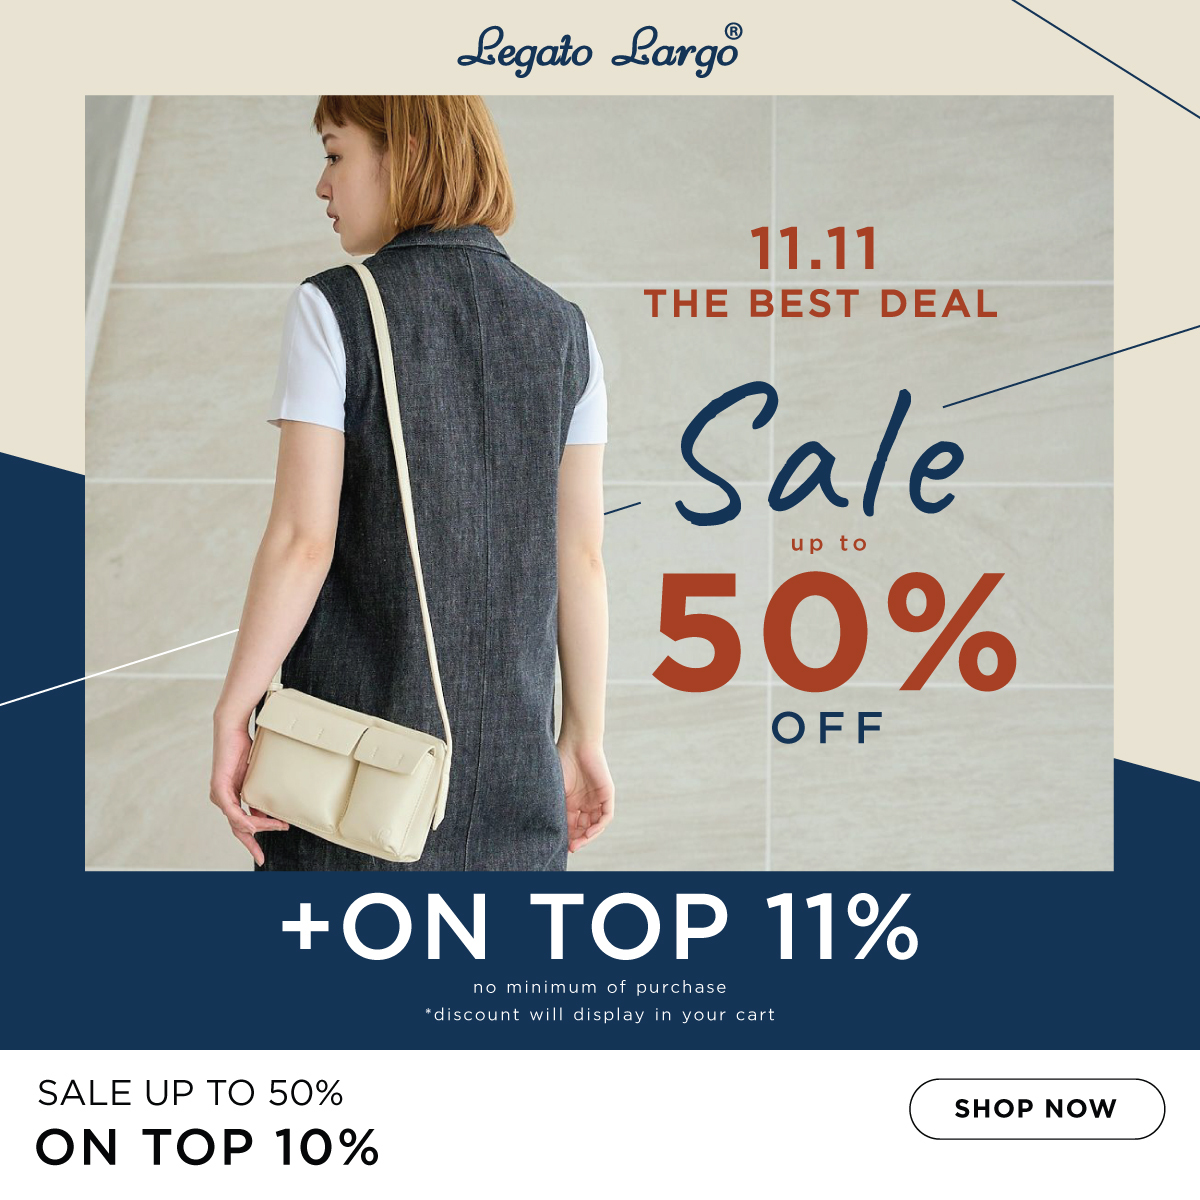 Legato Largo®
11.11
THE BEST DEAL
Sale
up to
50%
OFF
+ON TOP 11%
no minimum of purchase
*discount will display in your cart
SALE UP TO 50%
ON TOP 10%
SHOP NOW